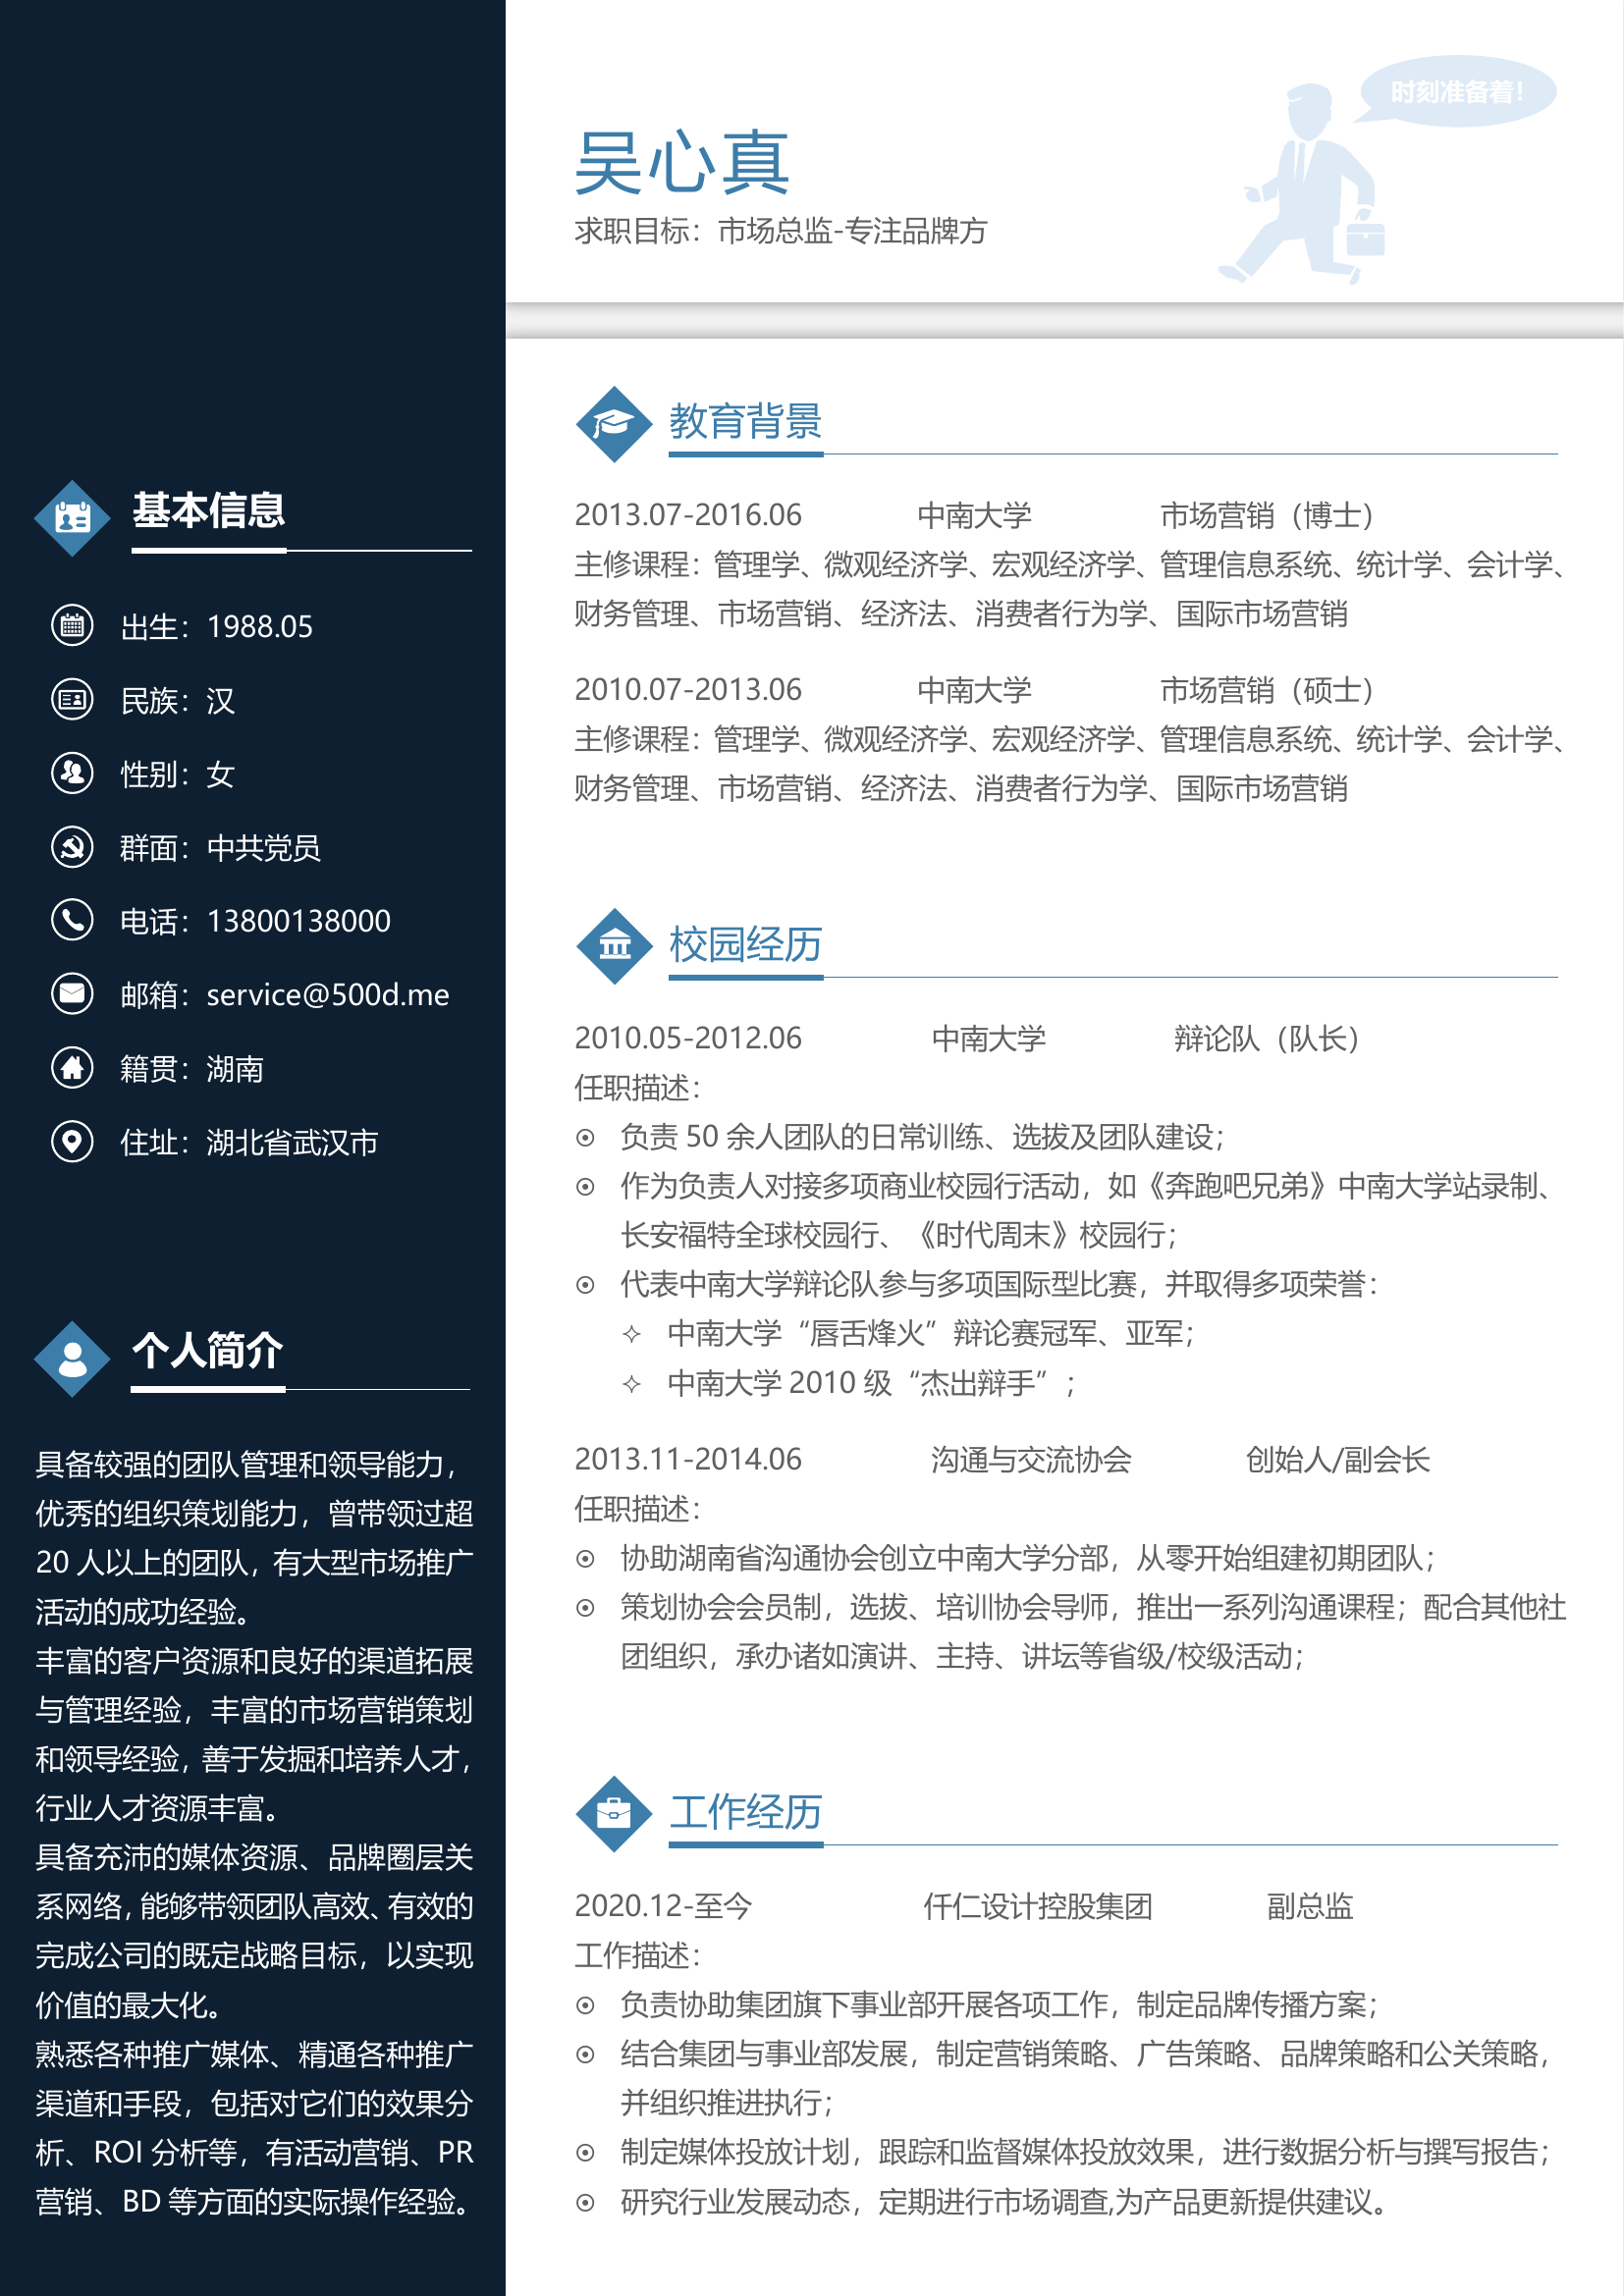 时刻准备着！
吴心真
求职目标：市场总监-专注品牌方
基本信息
出生：1988.05
民族：汉
性别：女
群面：中共党员
电话：13800138000
邮箱：service@500d.me
籍贯：湖南
住址：湖北省武汉市
个人简介
具备较强的团队管理和领导能力，
优秀的组织策划能力，曾带领过超
20 人以上的团队，有大型市场推广
活动的成功经验。
丰富的客户资源和良好的渠道拓展
与管理经验，丰富的市场营销策划
和领导经验，善于发掘和培养人才，
行业人才资源丰富。
具备充沛的媒体资源、品牌圈层关
系网络，能够带领团队高效、有效的
完成公司的既定战略目标，以实现
价值的最大化。
熟悉各种推广媒体、精通各种推广
渠道和手段，包括对它们的效果分
析、ROI 分析等，有活动营销、PR
营销、BD 等方面的实际操作经验。
教育背景
2013.07-2016.06 中南大学 市场营销（博士）
主修课程：管理学、微观经济学、宏观经济学、管理信息系统、统计学、会计学、
财务管理、市场营销、经济法、消费者行为学、国际市场营销
2010.07-2013.06 中南大学 市场营销（硕士）
主修课程：管理学、微观经济学、宏观经济学、管理信息系统、统计学、会计学、
财务管理、市场营销、经济法、消费者行为学、国际市场营销
校园经历
2010.05-2012.06 中南大学 辩论队（队长）
任职描述：
负责 50 余人团队的日常训练、选拔及团队建设；
作为负责人对接多项商业校园行活动，如《奔跑吧兄弟》中南大学站录制、
长安福特全球校园行、《时代周末》校园行；
代表中南大学辩论队参与多项国际型比赛，并取得多项荣誉：
中南大学“唇舌烽火”辩论赛冠军、亚军；
中南大学 2010 级“杰出辩手”；
2013.11-2014.06 沟通与交流协会 创始人/副会长
任职描述：
协助湖南省沟通协会创立中南大学分部，从零开始组建初期团队；
策划协会会员制，选拔、培训协会导师，推出一系列沟通课程；配合其他社
团组织，承办诸如演讲、主持、讲坛等省级/校级活动；
工作经历
2020.12-至今 仟仁设计控股集团 副总监
工作描述：
负责协助集团旗下事业部开展各项工作，制定品牌传播方案；
结合集团与事业部发展，制定营销策略、广告策略、品牌策略和公关策略，
并组织推进执行；
制定媒体投放计划，跟踪和监督媒体投放效果，进行数据分析与撰写报告；
研究行业发展动态，定期进行市场调查,为产品更新提供建议。